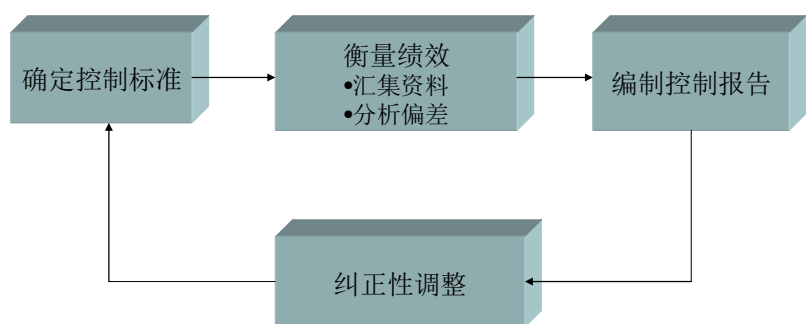 确定控制标准
衡量绩效
•汇集资料
•分析偏差
编制控制报告
纠正性调整